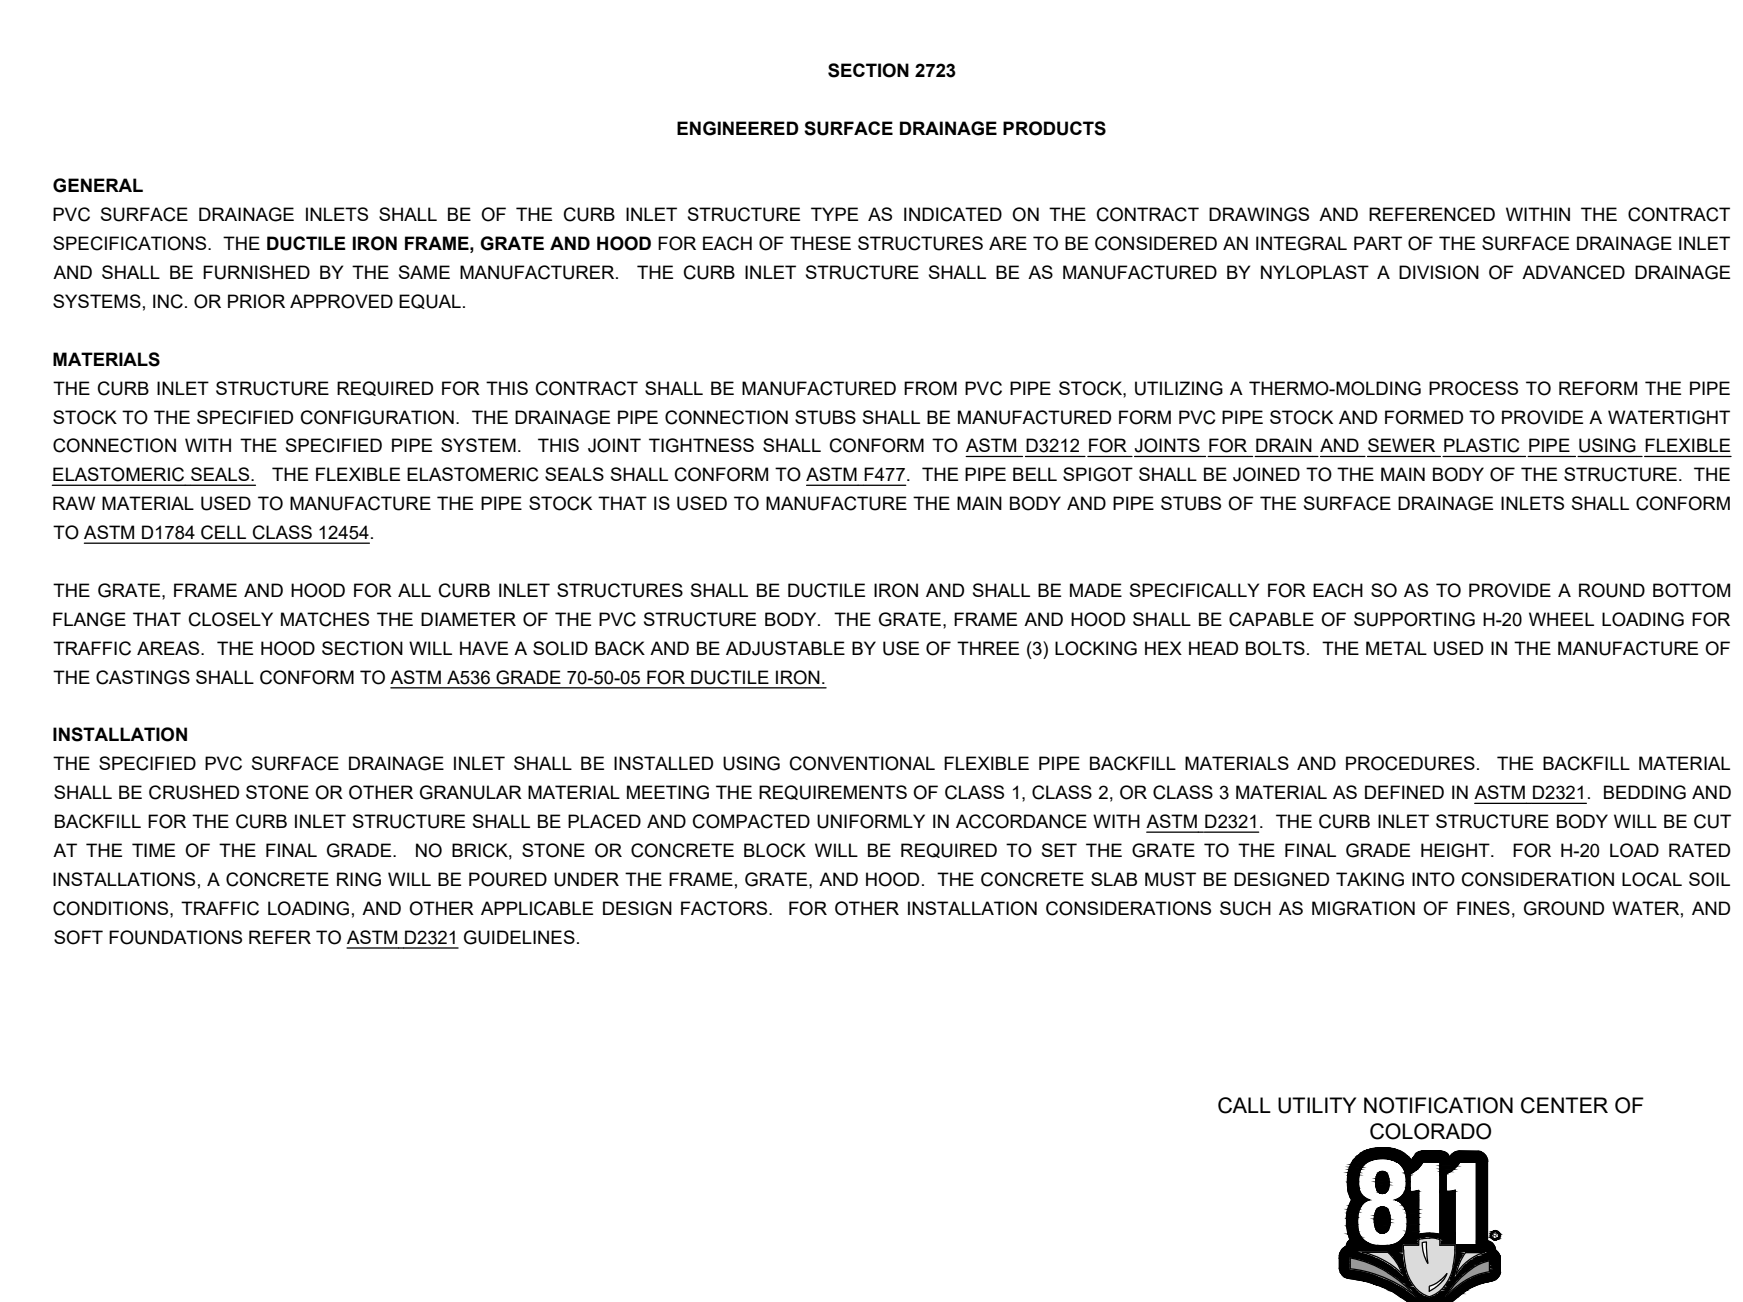 SECTION 2723
ENGINEERED SURFACE DRAINAGE PRODUCTS
GENERAL
PVC SURFACE DRAINAGE INLETS SHALL BE OF THE CURB INLET STRUCTURE TYPE AS INDICATED ON THE CONTRACT DRAWINGS AND REFERENCED WITHIN THE CONTRACT
SPECIFICATIONS. THE DUCTILE IRON FRAME, GRATE AND HOOD FOR EACH OF THESE STRUCTURES ARE TO BE CONSIDERED AN INTEGRAL PART OF THE SURFACE DRAINAGE INLET
AND SHALL BE FURNISHED BY THE SAME MANUFACTURER. THE CURB INLET STRUCTURE SHALL BE AS MANUFACTURED BY NYLOPLAST A DIVISION OF ADVANCED DRAINAGE
SYSTEMS, INC. OR PRIOR APPROVED EQUAL.
MATERIALS
THE CURB INLET STRUCTURE REQUIRED FOR THIS CONTRACT SHALL BE MANUFACTURED FROM PVC PIPE STOCK, UTILIZING A THERMO-MOLDING PROCESS TO REFORM THE PIPE
STOCK TO THE SPECIFIED CONFIGURATION. THE DRAINAGE PIPE CONNECTION STUBS SHALL BE MANUFACTURED FORM PVC PIPE STOCK AND FORMED TO PROVIDE A WATERTIGHT
CONNECTION WITH THE SPECIFIED PIPE SYSTEM. THIS JOINT TIGHTNESS SHALL CONFORM TO ASTM D3212 FOR JOINTS FOR DRAIN AND SEWER PLASTIC PIPE USING FLEXIBLE
ELASTOMERIC SEALS. THE FLEXIBLE ELASTOMERIC SEALS SHALL CONFORM TO ASTM F477. THE PIPE BELL SPIGOT SHALL BE JOINED TO THE MAIN BODY OF THE STRUCTURE. THE
RAW MATERIAL USED TO MANUFACTURE THE PIPE STOCK THAT IS USED TO MANUFACTURE THE MAIN BODY AND PIPE STUBS OF THE SURFACE DRAINAGE INLETS SHALL CONFORM
TO ASTM D1784 CELL CLASS 12454.
THE GRATE, FRAME AND HOOD FOR ALL CURB INLET STRUCTURES SHALL BE DUCTILE IRON AND SHALL BE MADE SPECIFICALLY FOR EACH SO AS TO PROVIDE A ROUND BOTTOM
FLANGE THAT CLOSELY MATCHES THE DIAMETER OF THE PVC STRUCTURE BODY. THE GRATE, FRAME AND HOOD SHALL BE CAPABLE OF SUPPORTING H-20 WHEEL LOADING FOR
TRAFFIC AREAS. THE HOOD SECTION WILL HAVE A SOLID BACK AND BE ADJUSTABLE BY USE OF THREE (3) LOCKING HEX HEAD BOLTS. THE METAL USED IN THE MANUFACTURE OF
THE CASTINGS SHALL CONFORM TO ASTM A536 GRADE 70-50-05 FOR DUCTILE IRON.
INSTALLATION
THE SPECIFIED PVC SURFACE DRAINAGE INLET SHALL BE INSTALLED USING CONVENTIONAL FLEXIBLE PIPE BACKFILL MATERIALS AND PROCEDURES. THE BACKFILL MATERIAL
SHALL BE CRUSHED STONE OR OTHER GRANULAR MATERIAL MEETING THE REQUIREMENTS OF CLASS 1, CLASS 2, OR CLASS 3 MATERIAL AS DEFINED IN ASTM D2321. BEDDING AND
BACKFILL FOR THE CURB INLET STRUCTURE SHALL BE PLACED AND COMPACTED UNIFORMLY IN ACCORDANCE WITH ASTM D2321. THE CURB INLET STRUCTURE BODY WILL BE CUT
AT THE TIME OF THE FINAL GRADE. NO BRICK, STONE OR CONCRETE BLOCK WILL BE REQUIRED TO SET THE GRATE TO THE FINAL GRADE HEIGHT. FOR H-20 LOAD RATED
INSTALLATIONS, A CONCRETE RING WILL BE POURED UNDER THE FRAME, GRATE, AND HOOD. THE CONCRETE SLAB MUST BE DESIGNED TAKING INTO CONSIDERATION LOCAL SOIL
CONDITIONS, TRAFFIC LOADING, AND OTHER APPLICABLE DESIGN FACTORS. FOR OTHER INSTALLATION CONSIDERATIONS SUCH AS MIGRATION OF FINES, GROUND WATER, AND
SOFT FOUNDATIONS REFER TO ASTM D2321 GUIDELINES.
CALL UTILITY NOTIFICATION CENTER OF
COLORADO
811